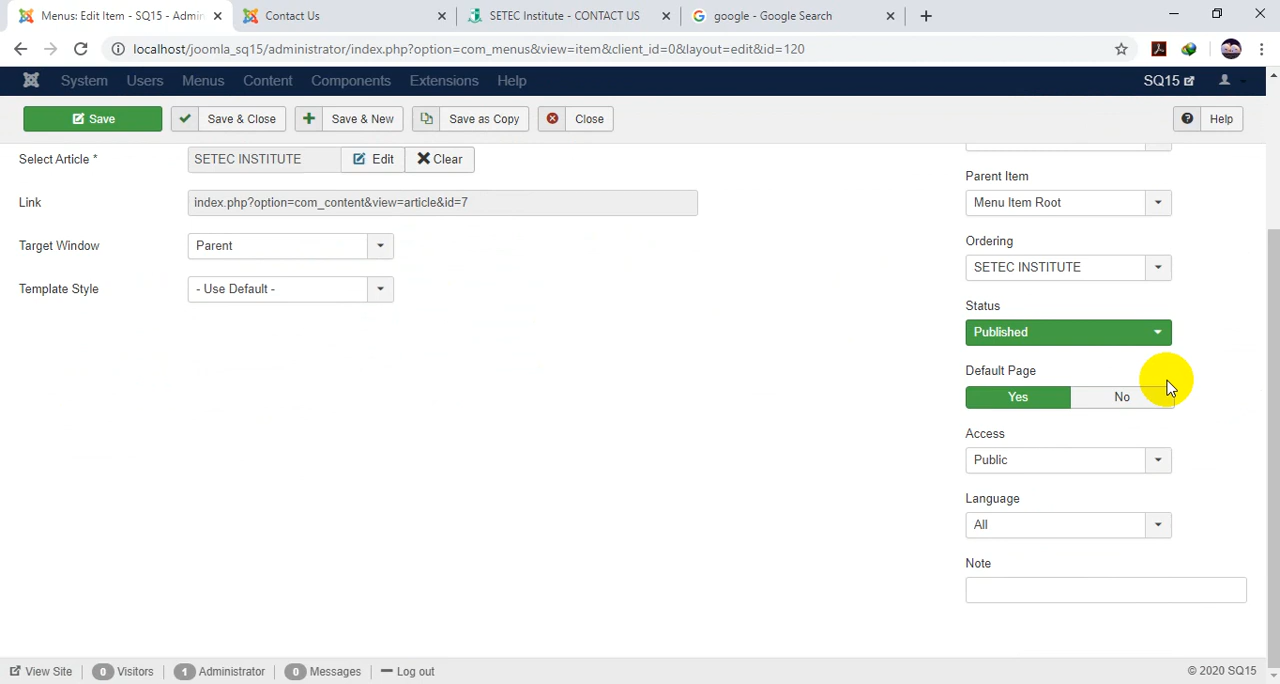 Menus: Edit Item - SQ15 - Admin
Contact Us
SETEC Institute - CONTACT US
google - Google Search
localhost/joomla_sq15/administrator/index.php?option=com_menus&view=item&client_id=0&layout=edit&id=120
System Users Menus Content Components Extensions Help
SQ15
Save
Save & Close
Save & New
Save as Copy
Close
Help
Select Article *
SETEC INSTITUTE
Edit
Clear
Link
index.php?option=com_content&view=article&id=7
Target Window
Parent
Template Style
- Use Default -
Parent Item
Menu Item Root
Ordering
SETEC INSTITUTE
Status
Published
Default Page
Yes No
Access
Public
Language
All
Note
View Site 0 Visitors 1 Administrator 0 Messages Log out
© 2020 SQ15